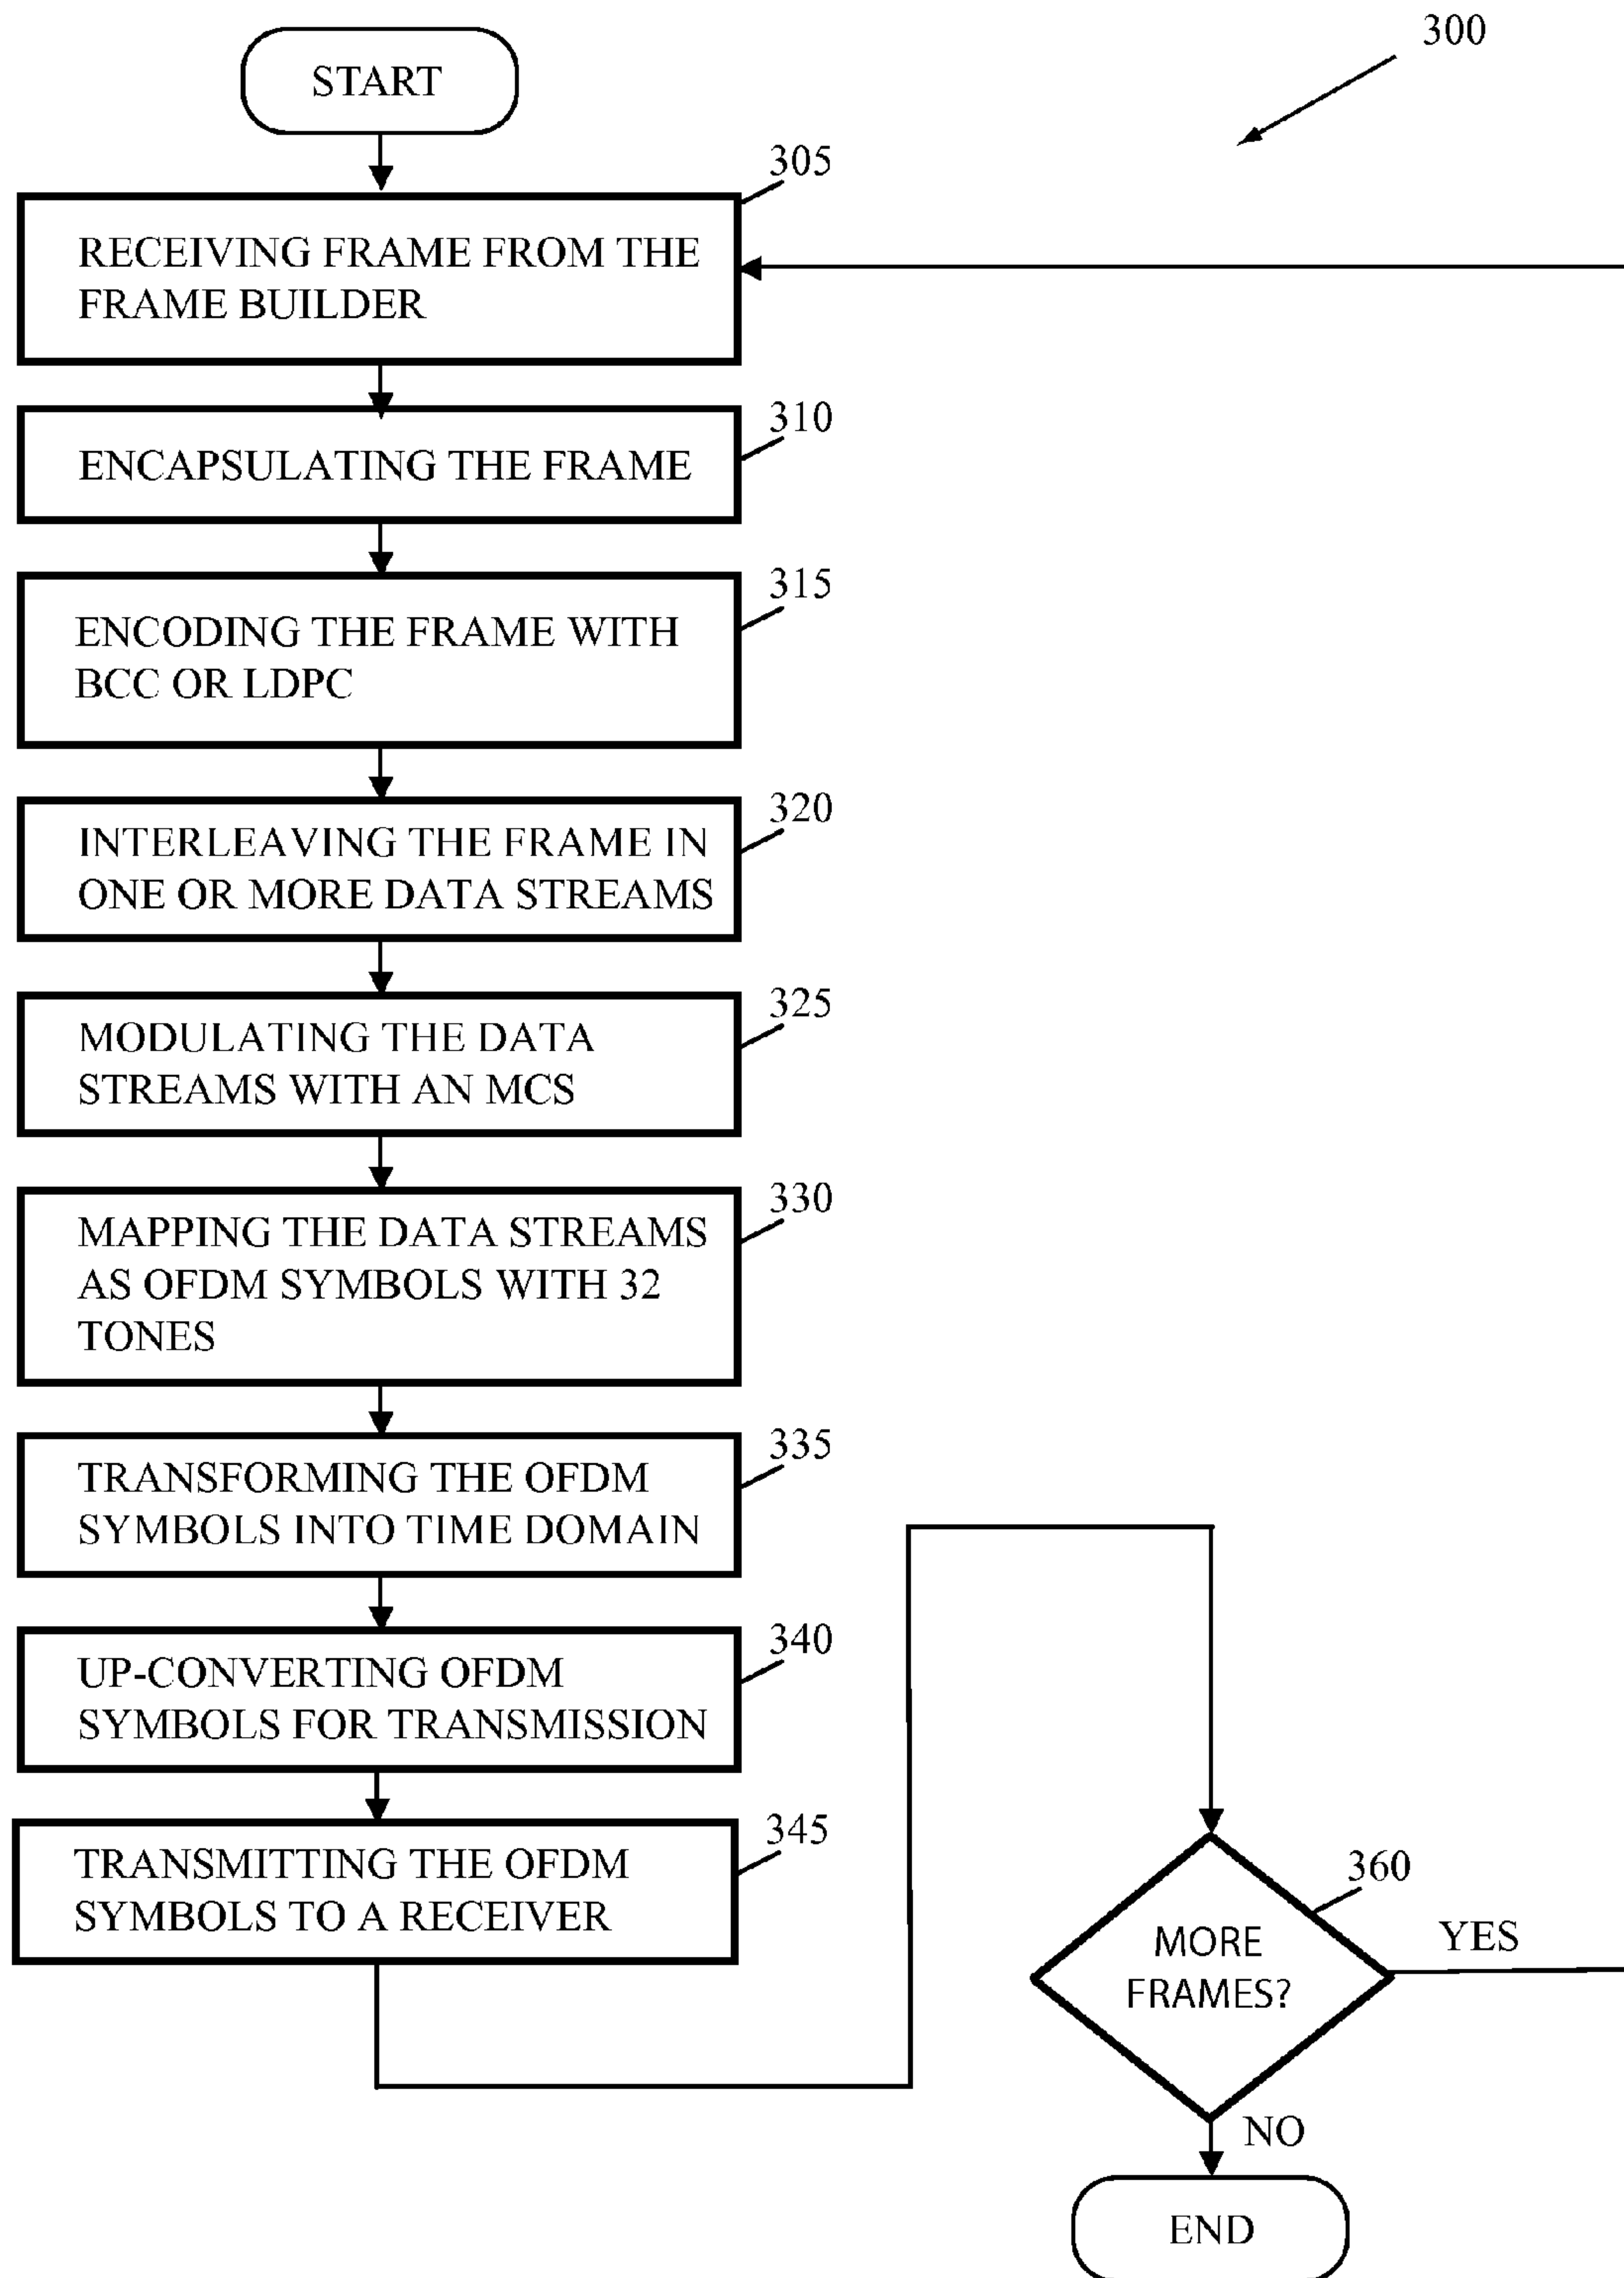 300
START
305
RECEIVING FRAME FROM THE
FRAME BUILDER
310
ENCAPSULATING THE FRAME
315
ENCODING THE FRAME WITH
BCC OR LDPC
320
INTERLEAVING THE FRAME IN
ONE OR MORE DATA STREAMS
325
MODULATING THE DATA
STREAMS WITH AN MCS
330
MAPPING THE DATA STREAMS
AS OFDM SYMBOLS WITH 32
TONES
335
TRANSFORMING THE OFDM
SYMBOLS INTO TIME DOMAIN
340
UP-CONVERTING OFDM
SYMBOLS FOR TRANSMISSION
345
TRANSMITTING THE OFDM
SYMBOLS TO A RECEIVER
360
MORE
FRAMES?
YES
NO
END